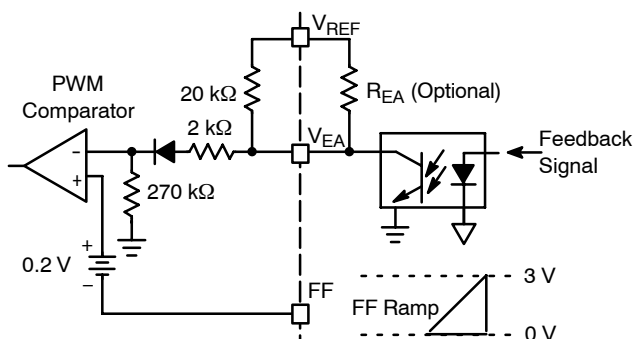 V_REF
PWM
Comparator
20 kΩ
R_EA (Optional)
2 kΩ
V_EA
Feedback
Signal
−
+
270 kΩ
+
0.2 V
−
FF
3 V
FF Ramp
0 V